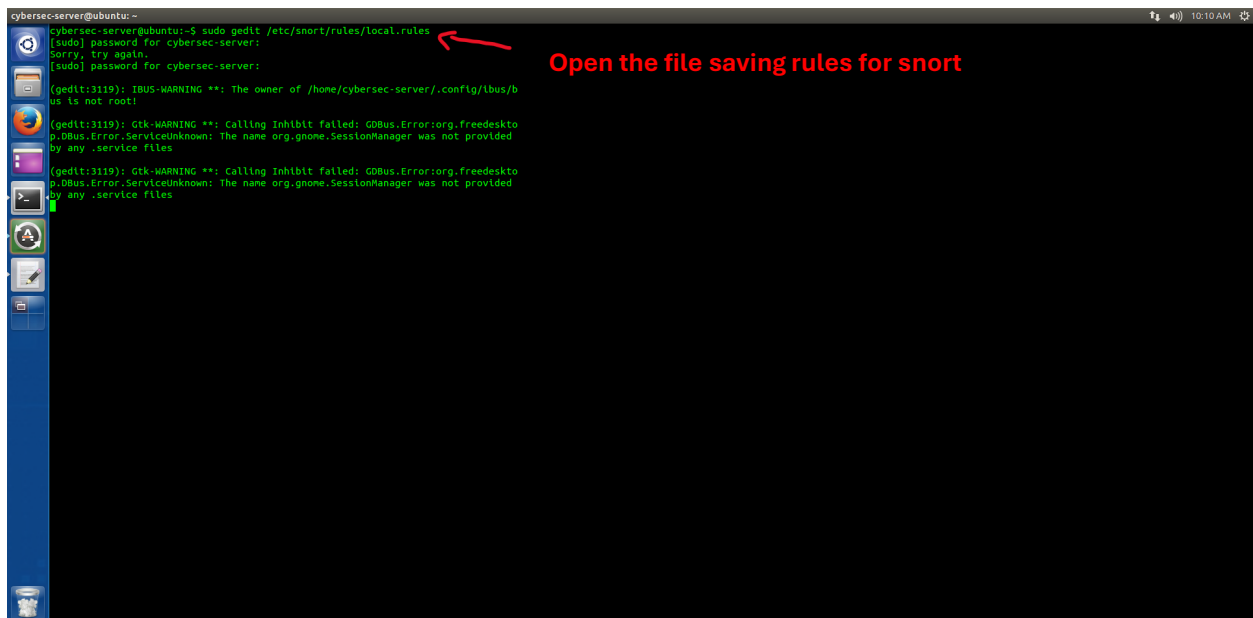 cybersec-server@ubuntu: ~
10:10 AM
cybersec-server@ubuntu:~$ sudo gedit /etc/snort/rules/local.rules
[sudo] password for cybersec-server:
Sorry, try again.
[sudo] password for cybersec-server:
Open the file saving rules for snort
(gedit:3119): IBUS-WARNING **: The owner of /home/cybersec-server/.config/ibus/b
us is not root!
(gedit:3119): Gtk-WARNING **: Calling Inhibit failed: GDBus.Error:org.freedeskto
p.DBus.Error.ServiceUnknown: The name org.gnome.SessionManager was not provided
by any .service files
(gedit:3119): Gtk-WARNING **: Calling Inhibit failed: GDBus.Error:org.freedeskto
p.DBus.Error.ServiceUnknown: The name org.gnome.SessionManager was not provided
by any .service files